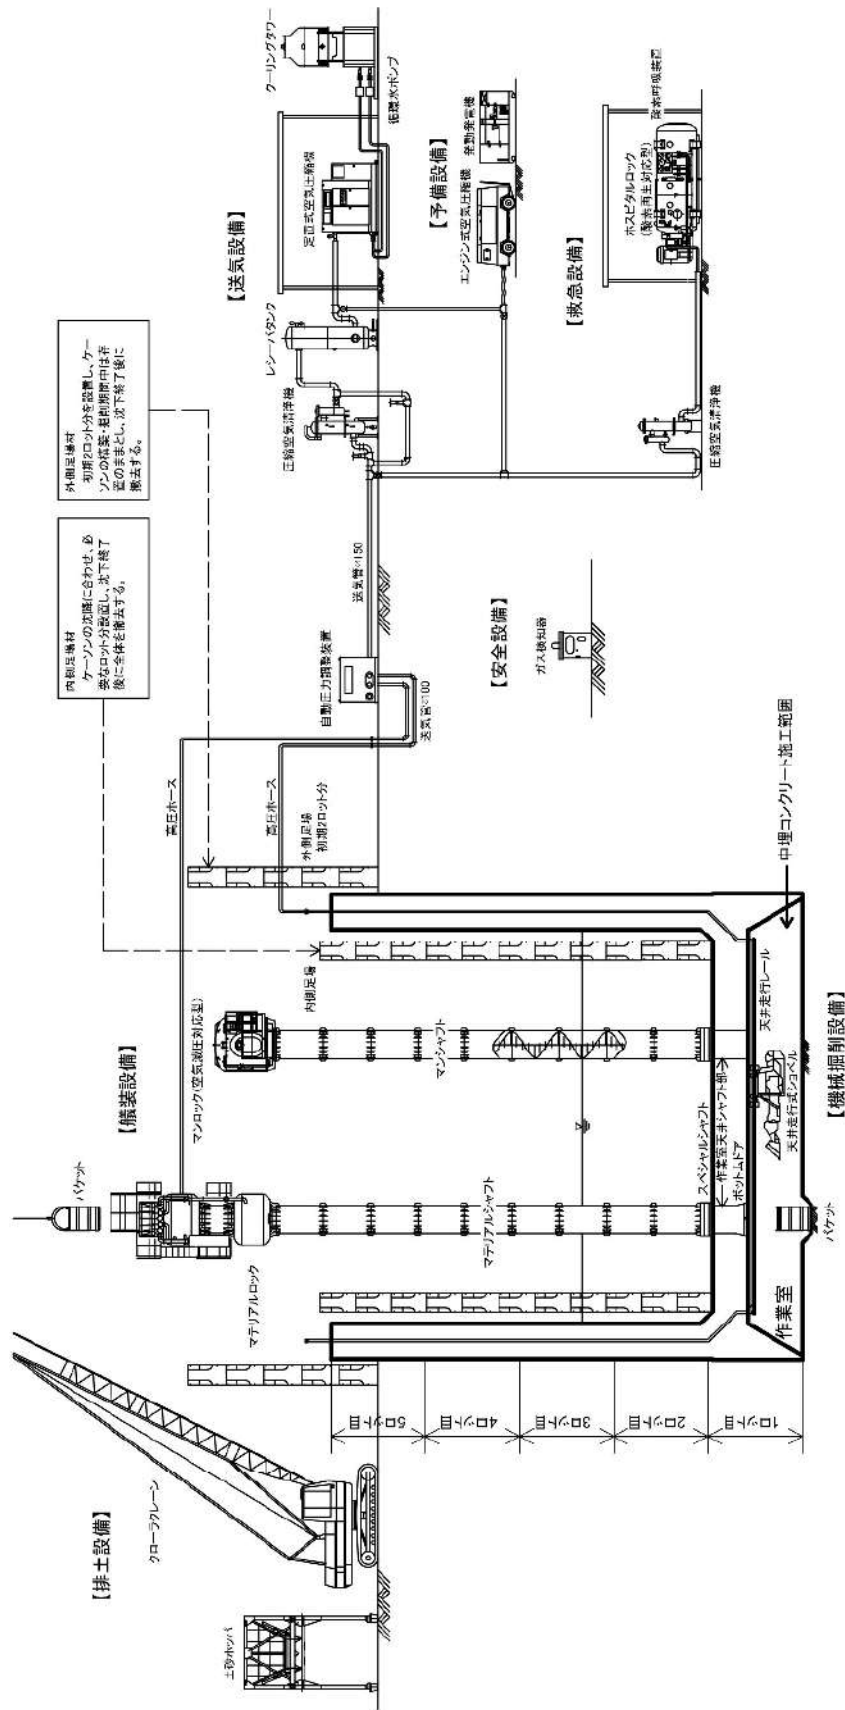 【排土設備】
クローラクレーン
土砂ホッパ
【艤装設備】
バケット
マンロック(空気減圧対応型)
マテリアルロック
マテリアルシャフト
マンシャフト
内側足場
外側足場
初期2ロット分
高圧ホース
高圧ホース
内側足場材
ケーソンの沈降に合わせ、必
要なロット分設置し、沈下終了
後に全体を撤去する。
外側足場材
初期2ロット分を設置し、ケー
ソンの構築・掘削期間中は存
置のままとし、沈下終了後に
撤去する。
【送気設備】
クーリングタワー
循環水ポンプ
定置式空気圧縮機
レシーバタンク
圧縮空気清浄機
送気管φ150
自動圧力調整装置
送気管φ100
【予備設備】
発動発電機
エンジン式空気圧縮機
【救急設備】
酸素呼吸装置
ホスピタルロック
(酸素再生対応型)
圧縮空気清浄機
【安全設備】
ガス検知器
5ロット目
4ロット目
3ロット目
2ロット目
1ロット目
スペシャルシャフト
作業室天井シャフト部
ボットムドア
天井走行レール
天井走行式ショベル
作業室
バケット
中埋コンクリート施工範囲
【機械掘削設備】